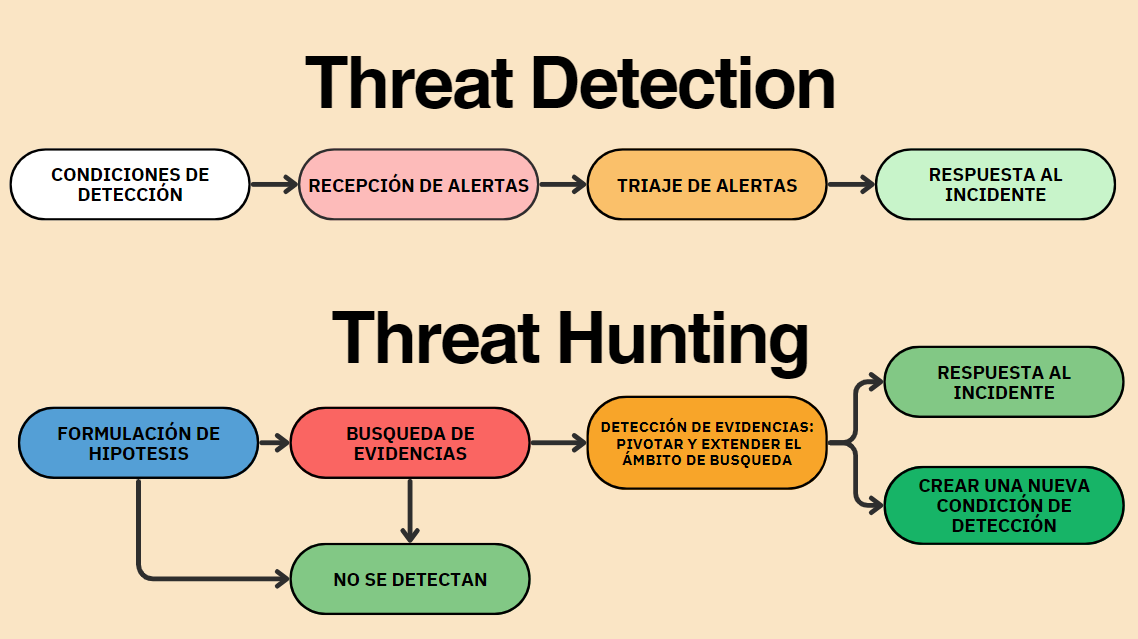 Threat Detection
CONDICIONES DE
DETECCIÓN
RECEPCIÓN DE ALERTAS
TRIAJE DE ALERTAS
RESPUESTA AL
INCIDENTE
Threat Hunting
FORMULACIÓN DE
HIPOTESIS
BUSQUEDA DE
EVIDENCIAS
DETECCIÓN DE EVIDENCIAS:
PIVOTAR Y EXTENDER EL
ÁMBITO DE BUSQUEDA
RESPUESTA AL
INCIDENTE
CREAR UNA NUEVA
CONDICIÓN DE
DETECCIÓN
NO SE DETECTAN